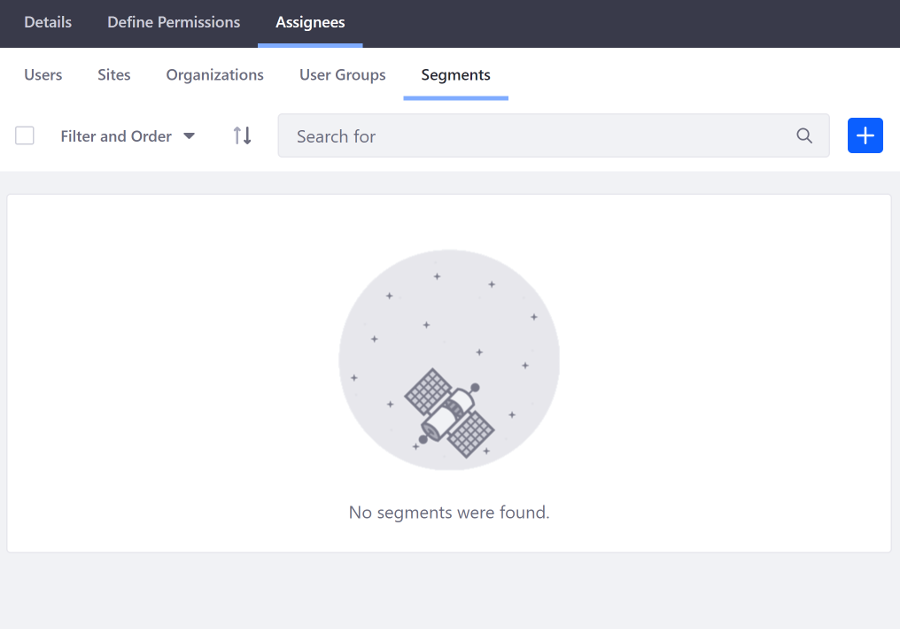 Details Define Permissions Assignees
Users Sites Organizations User Groups Segments
Filter and Order Search for
No segments were found.